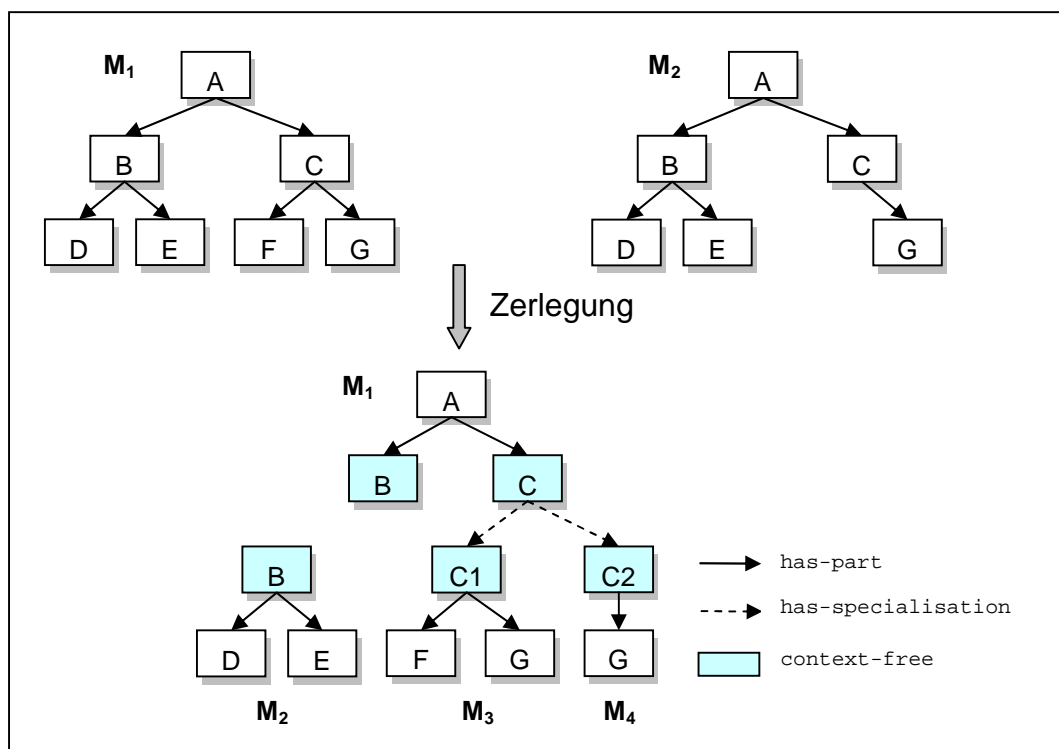 M1
A
B
C
D
E
F
G
M2
A
B
C
D
E
G
Zerlegung
M1
A
B
C
B
C1
C2
D
E
F
G
G
M2
M3
M4
has-part
has-specialisation
context-free